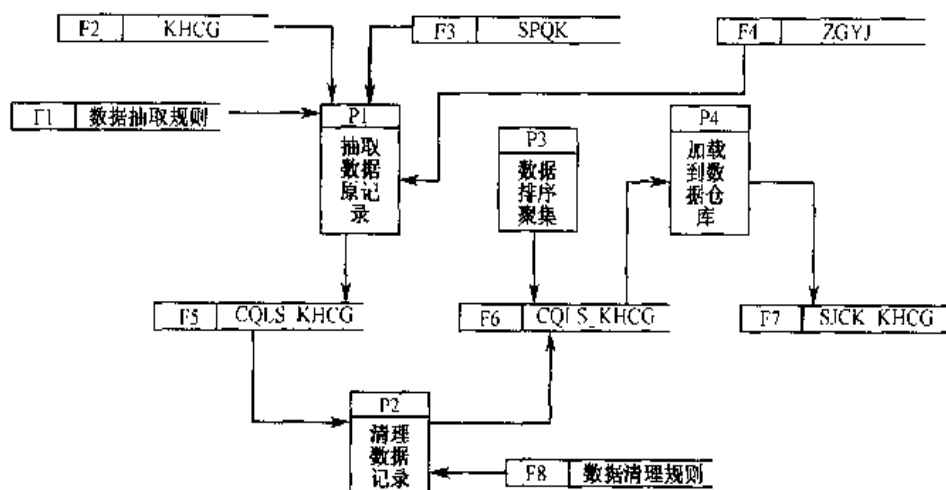 F2 KHCG
F3 SPQK
F4 ZGYJ
F1 数据抽取规则
P1
抽取
数据
原记
录
P3
数据
排序
聚集
P4
加载
到数
据仓
库
F5 CQLS_KHCG
F6 CQLS_KHCG
F7 SJCK_KHCG
P2
清理
数据
记录
F8 数据清理规则